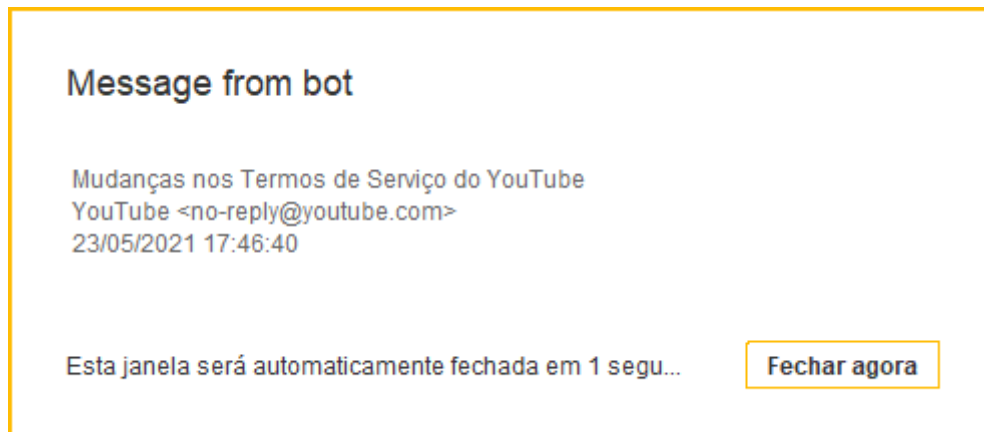 Message from bot
Mudanças nos Termos de Serviço do YouTube
YouTube <no-reply@youtube.com>
23/05/2021 17:46:40
Esta janela será automaticamente fechada em 1 segu...
Fechar agora